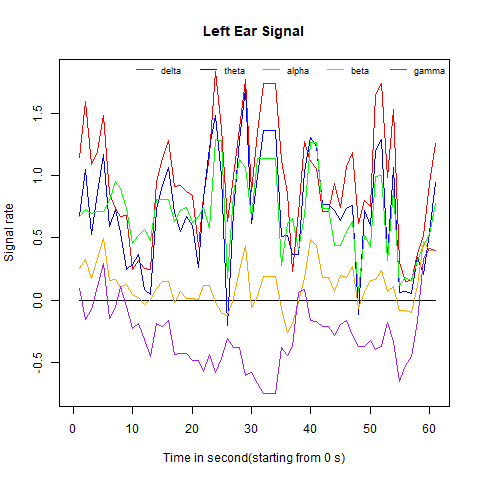 Left Ear Signal
delta theta alpha beta gamma
Signal rate
1.5
1.0
0.5
0.0
-0.5
0 10 20 30 40 50 60
Time in second(starting from 0 s)